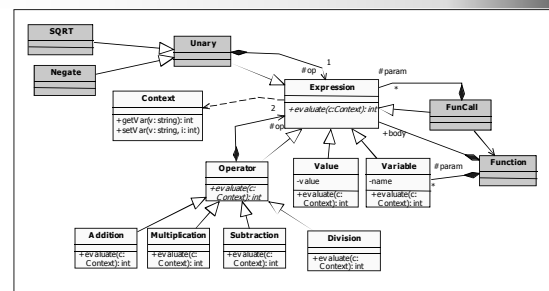 SQRT
Unary
Negate
1
#op
Expression
+evaluate(c:Context): int
#param
*
Context
+getVar(v: string): int
+setVar(v: string, i: int)
2
#op
FunCall
+body
Function
Operator
+evaluate(c:
Context): int
Value
-value
+evaluate(c:
Context): int
Variable
-name
+evaluate(c:
Context): int
#param
*
Addition
+evaluate(c:
Context): int
Multiplication
+evaluate(c:
Context): int
Subtraction
+evaluate(c:
Context): int
Division
+evaluate(c:
Context): int